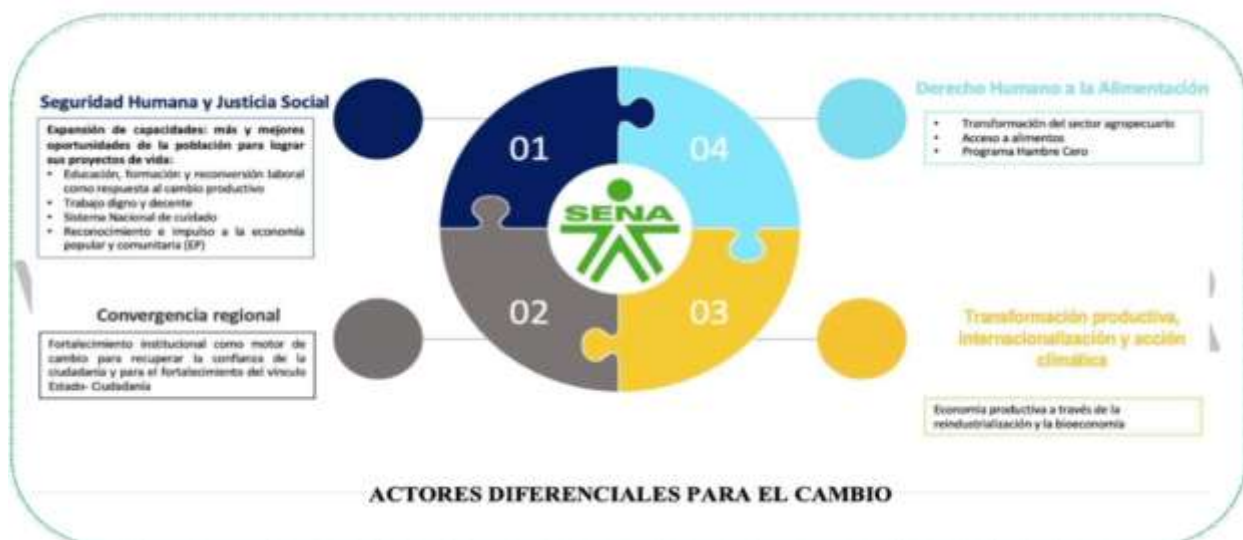 Seguridad Humana y Justicia Social
Expansión de capacidades: más y mejores
oportunidades de la población para lograr
sus proyectos de vida:
• Educación, formación y reconversión laboral
como respuesta al cambio productivo
• Trabajo digno y decente
• Sistema Nacional de cuidado
• Reconocimiento e impulso a la economía
popular y comunitaria (EP)
Convergencia regional
Fortalecimiento institucional como motor de
cambio para recuperar la confianza de la
ciudadanía y para el fortalecimiento del vínculo
Estado- Ciudadanía
01
04
SENA
02
03
Derecho Humano a la Alimentación
• Transformación del sector agropecuario
• Acceso a alimentos
• Programa Hambre Cero
Transformación productiva,
internacionalización y acción
climática
Economía productiva a través de la
reindustrialización y la bioeconomía
ACTORES DIFERENCIALES PARA EL CAMBIO